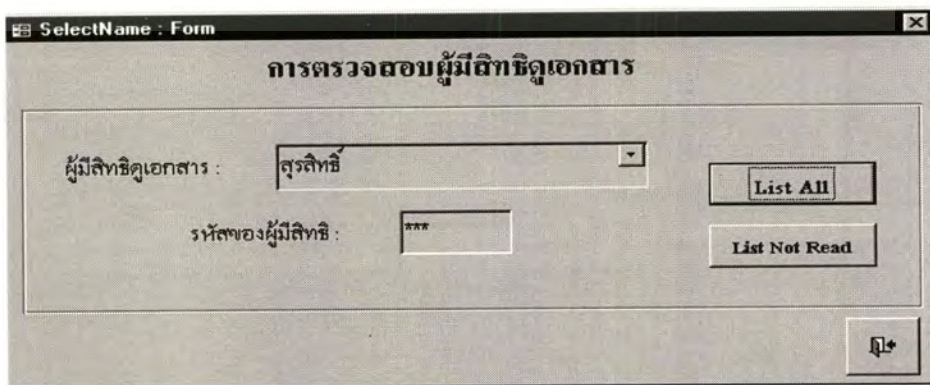 SelectName : Form
การตรวจสอบผู้มีสิทธิดูเอกสาร
ผู้มีสิทธิดูเอกสาร : สุรสิทธิ์
List All
รหัสของผู้มีสิทธิ : ***
List Not Read